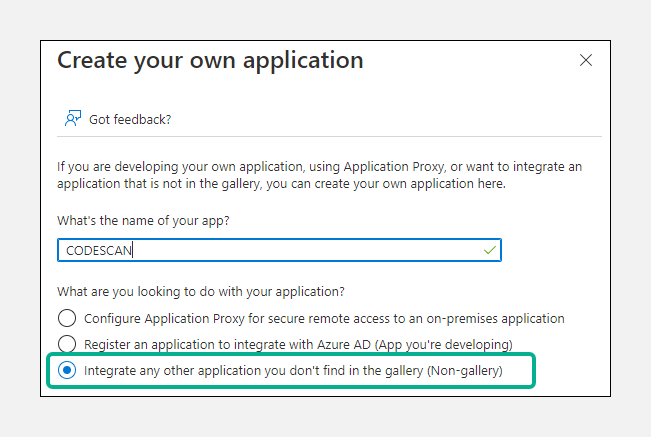 Create your own application
Got feedback?
If you are developing your own application, using Application Proxy, or want to integrate an
application that is not in the gallery, you can create your own application here.
What's the name of your app?
CODESCAN
What are you looking to do with your application?
Configure Application Proxy for secure remote access to an on-premises application
Register an application to integrate with Azure AD (App you're developing)
Integrate any other application you don't find in the gallery (Non-gallery)